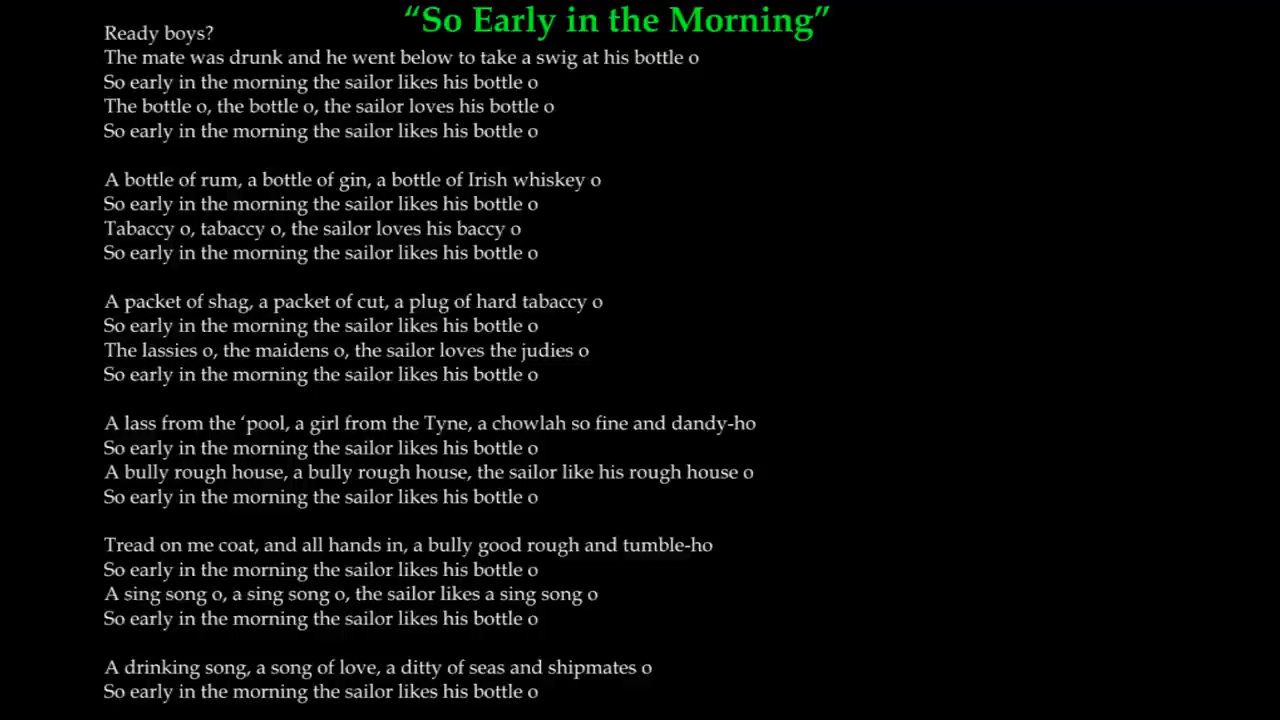 “So Early in the Morning”
Ready boys?
The mate was drunk and he went below to take a swig at his bottle o
So early in the morning the sailor likes his bottle o
The bottle o, the bottle o, the sailor loves his bottle o
So early in the morning the sailor likes his bottle o

A bottle of rum, a bottle of gin, a bottle of Irish whiskey o
So early in the morning the sailor likes his bottle o
Tabaccy o, tabaccy o, the sailor loves his baccy o
So early in the morning the sailor likes his bottle o

A packet of shag, a packet of cut, a plug of hard tabaccy o
So early in the morning the sailor likes his bottle o
The lassies o, the maidens o, the sailor loves the judies o
So early in the morning the sailor likes his bottle o

A lass from the ‘pool, a girl from the Tyne, a chowlah so fine and dandy-ho
So early in the morning the sailor likes his bottle o
A bully rough house, a bully rough house, the sailor like his rough house o
So early in the morning the sailor likes his bottle o

Tread on me coat, and all hands in, a bully good rough and tumble-ho
So early in the morning the sailor likes his bottle o
A sing song o, a sing song o, the sailor likes a sing song o
So early in the morning the sailor likes his bottle o

A drinking song, a song of love, a ditty of seas and shipmates o
So early in the morning the sailor likes his bottle o